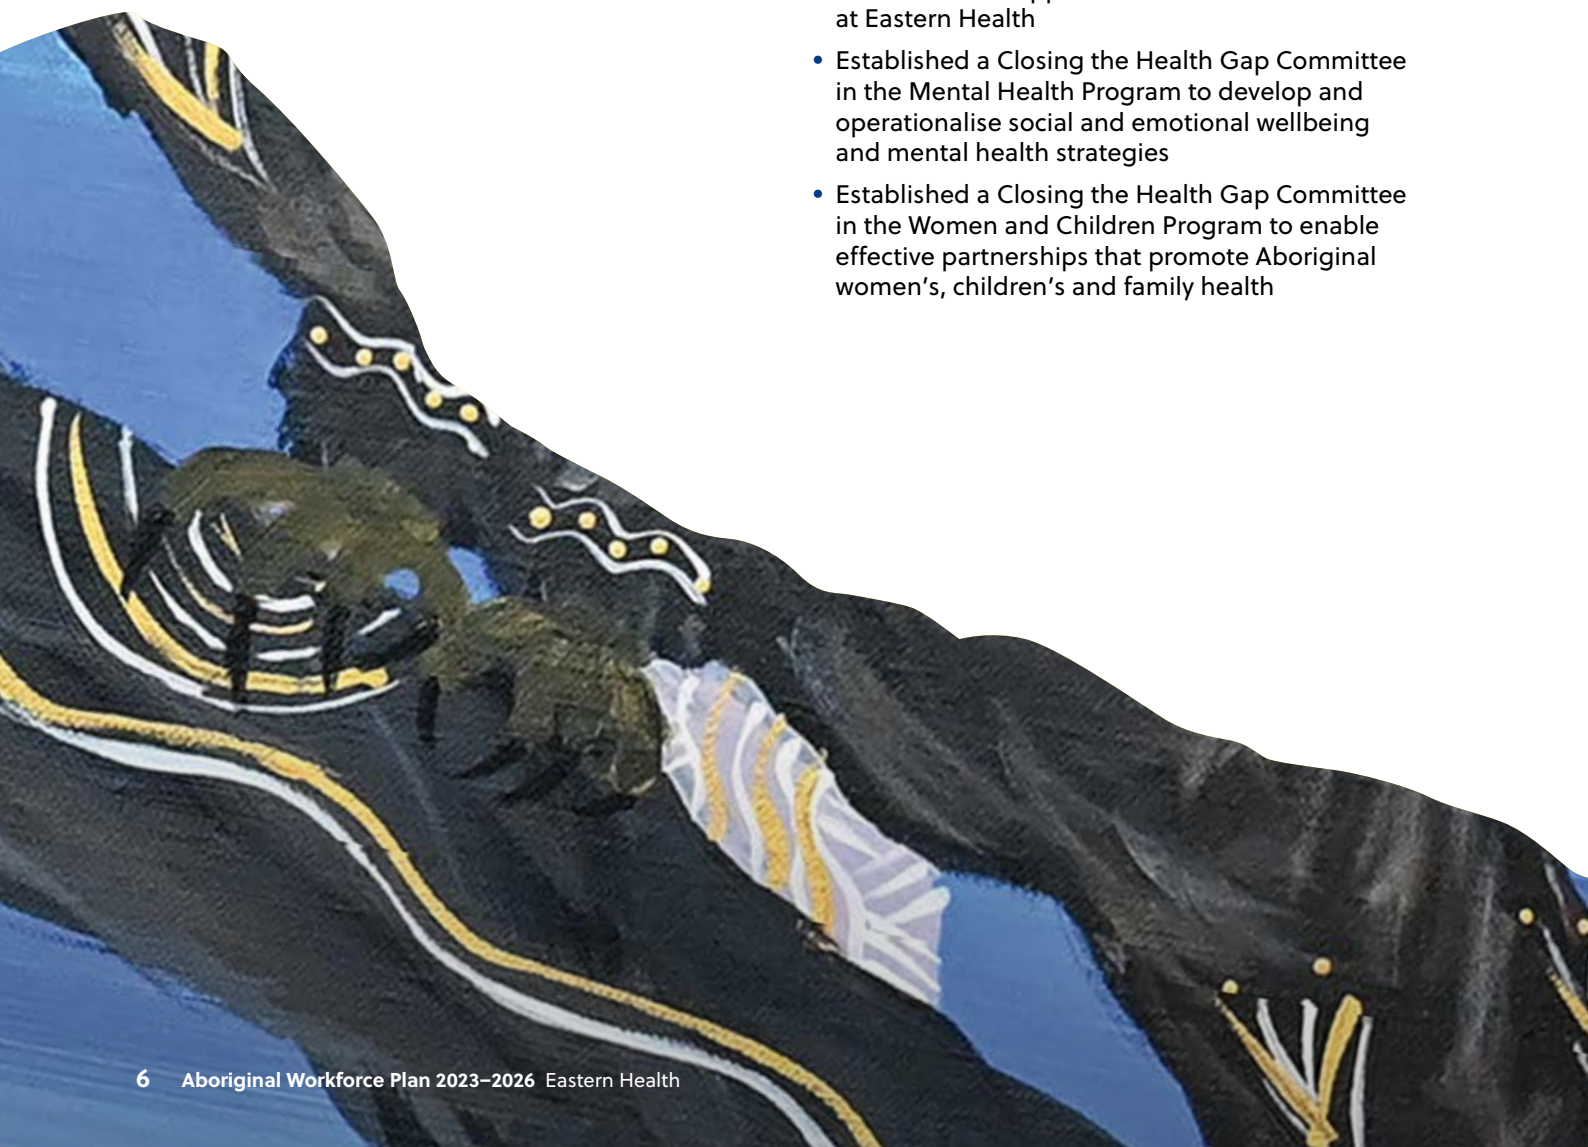 at Eastern Health
• Established a Closing the Health Gap Committee
in the Mental Health Program to develop and
operationalise social and emotional wellbeing
and mental health strategies
• Established a Closing the Health Gap Committee
in the Women and Children Program to enable
effective partnerships that promote Aboriginal
women's, children's and family health
6 Aboriginal Workforce Plan 2023–2026 Eastern Health